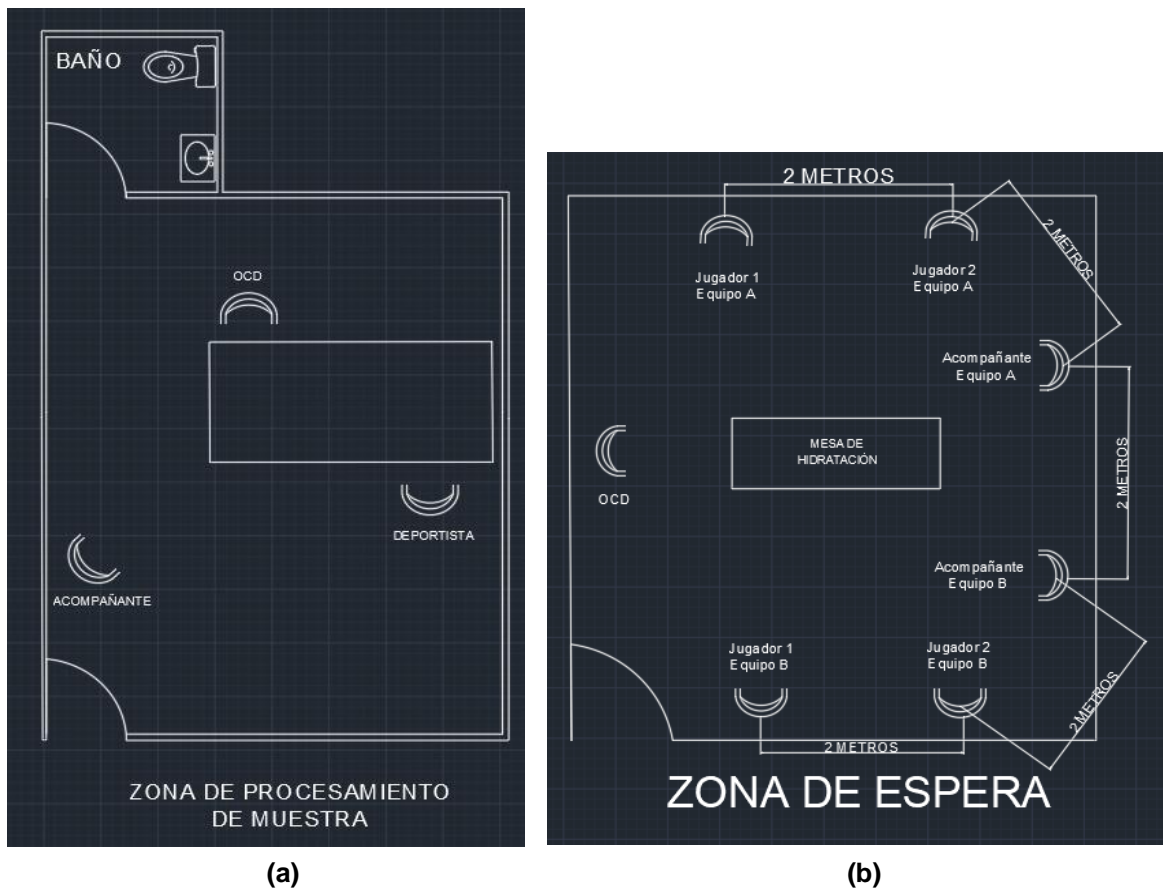 BAÑO
OCD
DEPORTISTA
ACOMPAÑANTE
ZONA DE PROCESAMIENTO
DE MUESTRA
(a)
2 METROS
Jugador 1
Equipo A
Jugador 2
Equipo A
2 METROS
Acompañante
Equipo A
MESA DE
HIDRATACIÓN
OCD
2 METROS
Acompañante
Equipo B
Jugador 1
Equipo B
Jugador 2
Equipo B
2 METROS
2 METROS
ZONA DE ESPERA
(b)